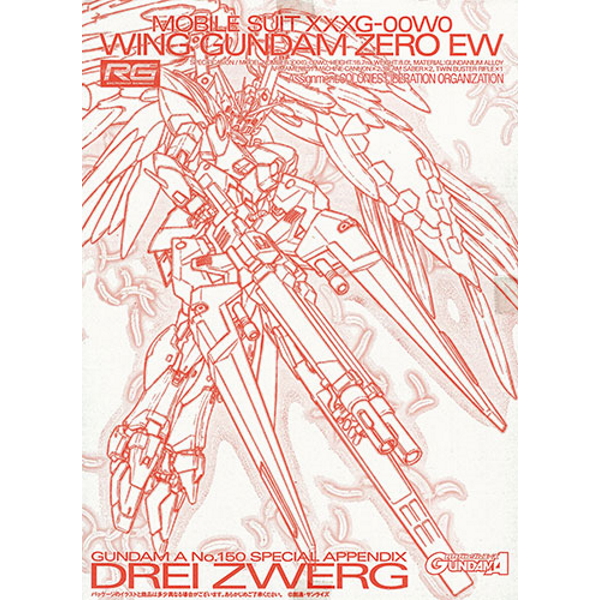 MOBILE SUIT XXXG-00W0
WING GUNDAM ZERO EW
RG
SPECIFICATION / MODEL NUMBER:XXXG-00W0, HEIGHT:16.7m, WEIGHT:8.0t, MATERIAL:GUNDANIUM ALLOY
ARMAMENTS: MACHINE CANNON×2, BEAM SABER×2, TWIN BUSTER RIFLE×1
Assignment:COLONIES LIBERATION ORGANIZATION
GUNDAM A No.150 SPECIAL APPENDIX
DREI ZWERG
GUNDAM A
パッケージのイラストと商品は多少異なる場合がございます。あらかじめご了承ください。 ©創通・サンライズ